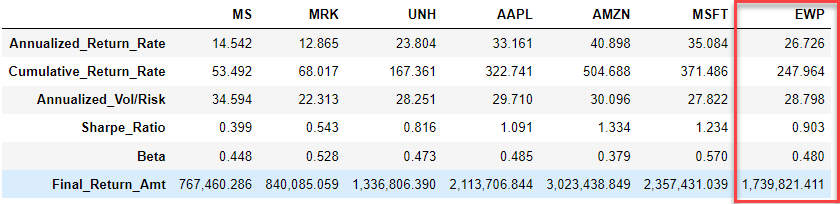 MS MRK UNH AAPL AMZN MSFT EWP
Annualized_Return_Rate 14.542 12.865 23.804 33.161 40.898 35.084 26.726
Cumulative_Return_Rate 53.492 68.017 167.361 322.741 504.688 371.486 247.964
Annualized_Vol/Risk 34.594 22.313 28.251 29.710 30.096 27.822 28.798
Sharpe_Ratio 0.399 0.543 0.816 1.091 1.334 1.234 0.903
Beta 0.448 0.528 0.473 0.485 0.379 0.570 0.480
Final_Return_Amt 767,460.286 840,085.059 1,336,806.390 2,113,706.844 3,023,438.849 2,357,431.039 1,739,821.411